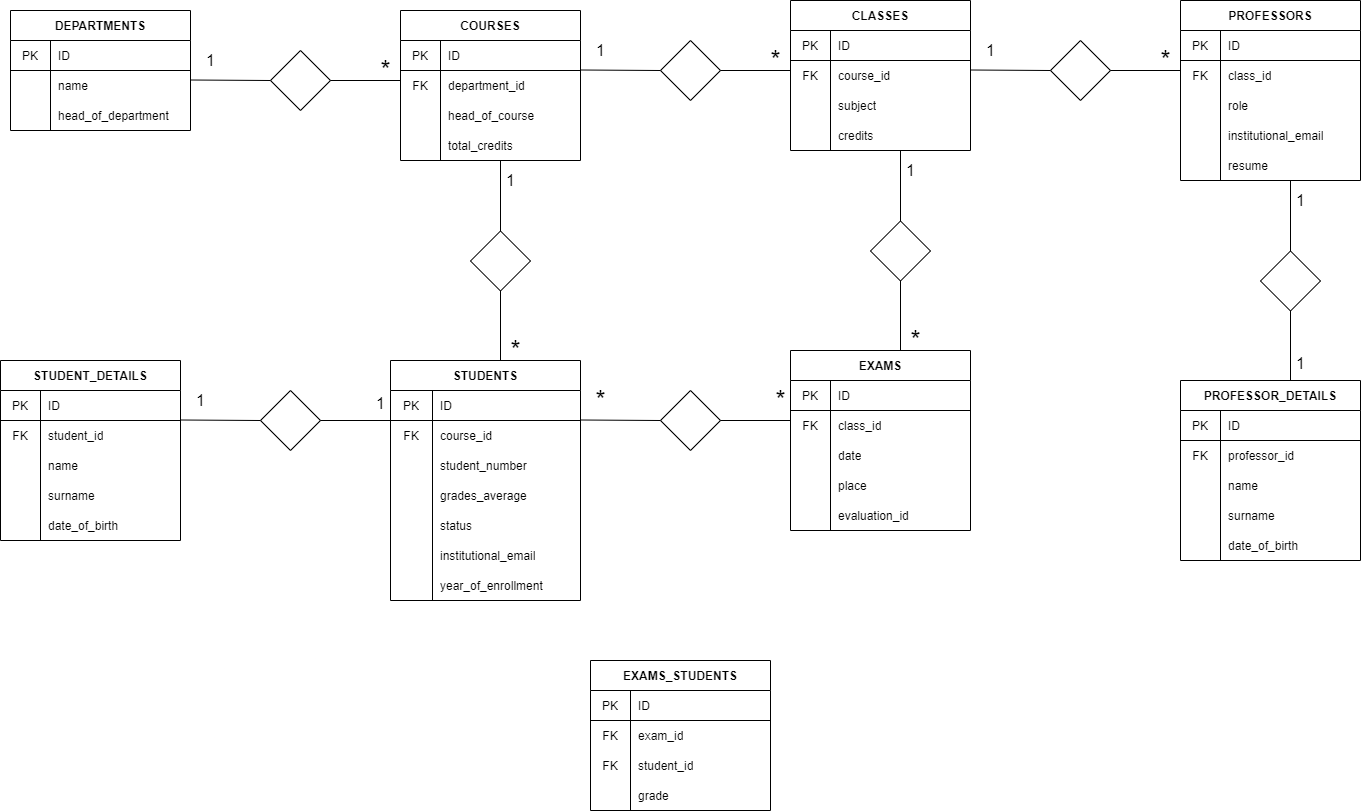 DEPARTMENTS
PK ID
name
head_of_department
1
*
COURSES
PK ID
FK department_id
head_of_course
total_credits
1
*
CLASSES
PK ID
FK course_id
subject
credits
1
*
PROFESSORS
PK ID
FK class_id
role
institutional_email
resume
1
*
1
*
1
1
STUDENT_DETAILS
PK ID
FK student_id
name
surname
date_of_birth
1
1
STUDENTS
PK ID
FK course_id
student_number
grades_average
status
institutional_email
year_of_enrollment
*
*
EXAMS
PK ID
FK class_id
date
place
evaluation_id
PROFESSOR_DETAILS
PK ID
FK professor_id
name
surname
date_of_birth
EXAMS_STUDENTS
PK ID
FK exam_id
FK student_id
grade